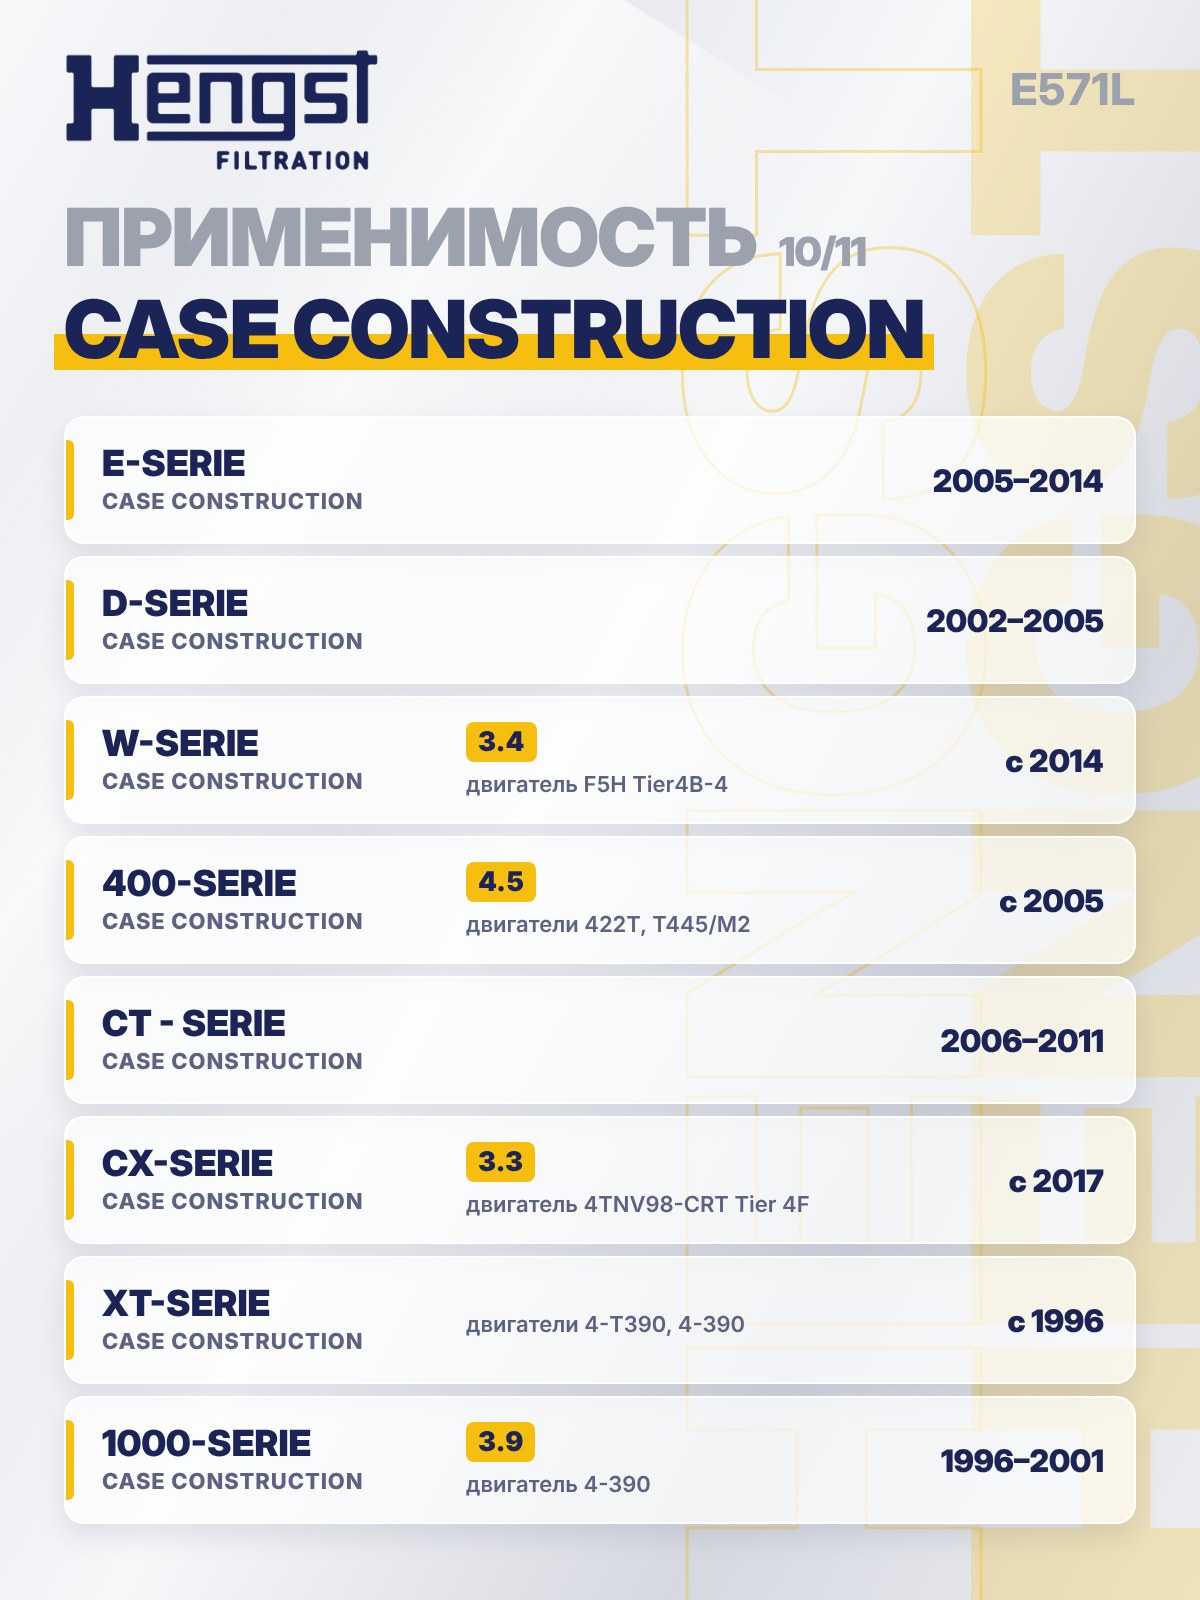 Hengst
FILTRATION
E571L
ПРИМЕНИМОСТЬ 10/11
CASE CONSTRUCTION
E-SERIE
CASE CONSTRUCTION
2005–2014
D-SERIE
CASE CONSTRUCTION
2002–2005
W-SERIE
CASE CONSTRUCTION
3.4
двигатель F5H Tier4B-4
с 2014
400-SERIE
CASE CONSTRUCTION
4.5
двигатели 422T, T445/M2
с 2005
CT - SERIE
CASE CONSTRUCTION
2006–2011
CX-SERIE
CASE CONSTRUCTION
3.3
двигатель 4TNV98-CRT Tier 4F
с 2017
XT-SERIE
CASE CONSTRUCTION
двигатели 4-T390, 4-390
с 1996
1000-SERIE
CASE CONSTRUCTION
3.9
двигатель 4-390
1996–2001
HENGST
HENGST